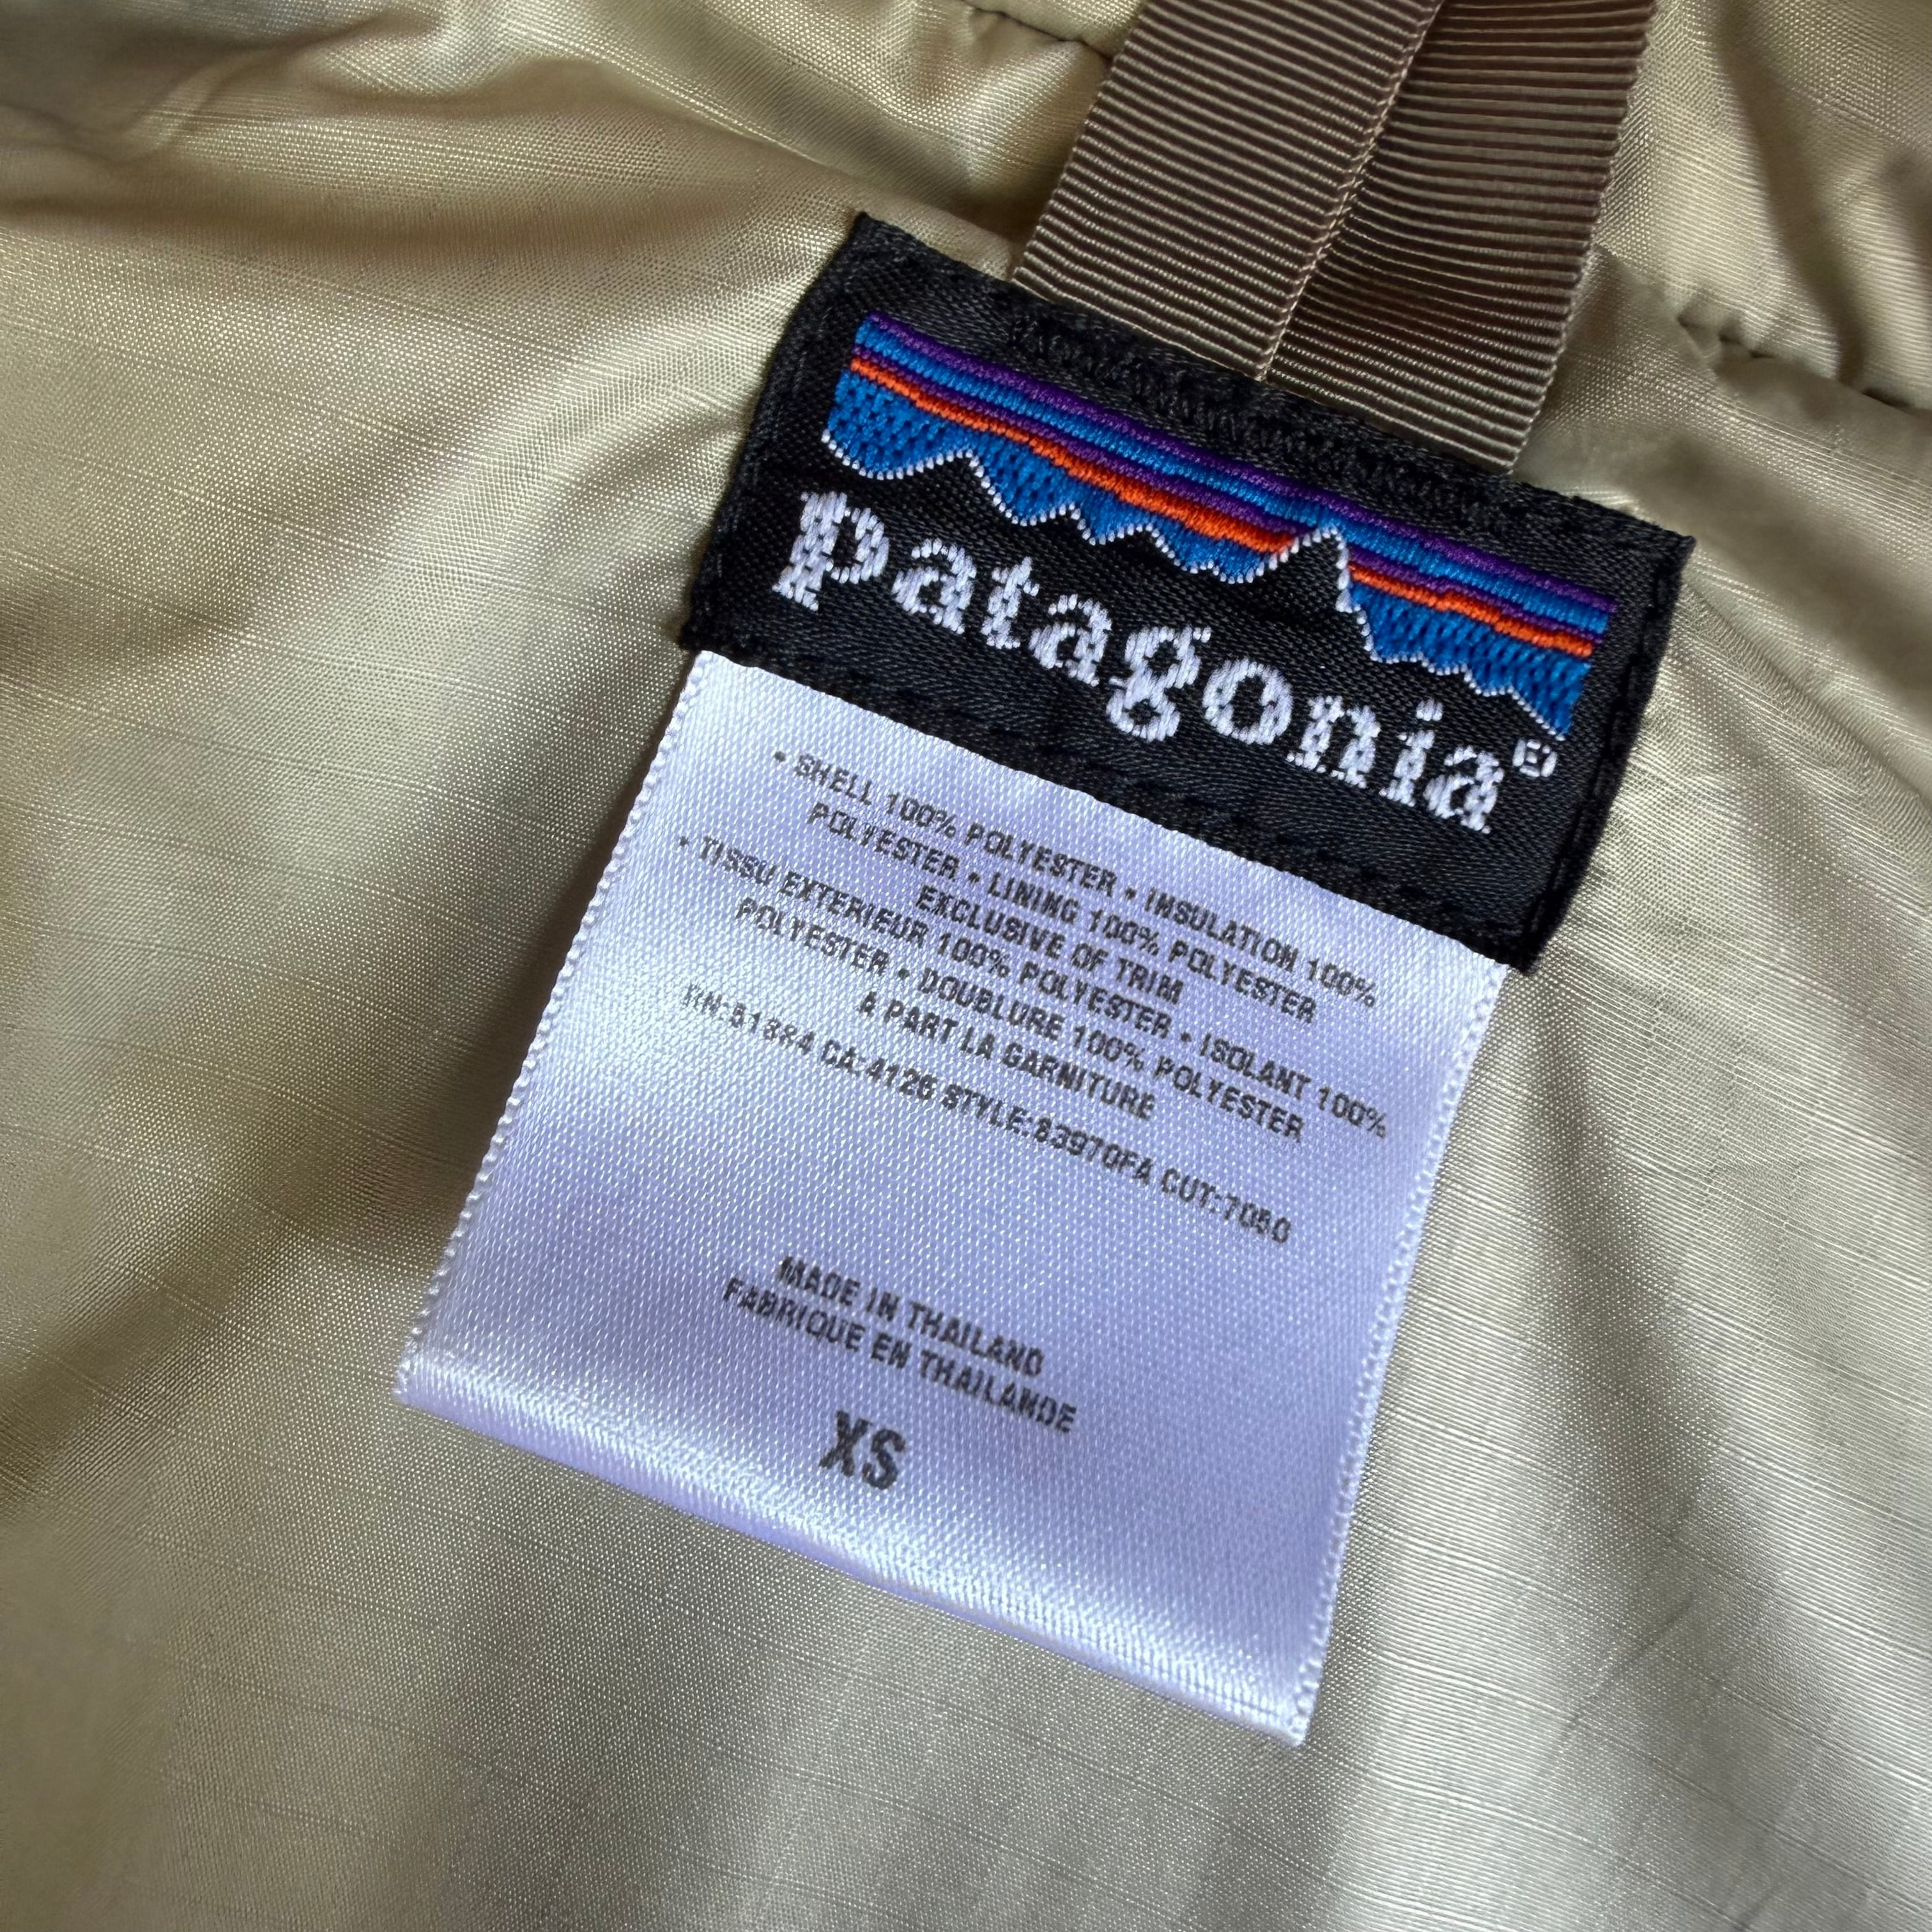 patagonia®
• SHELL 100% POLYESTER • INSULATION 100%
POLYESTER • LINING 100% POLYESTER
EXCLUSIVE OF TRIM
• TISSU EXTERIEUR 100% POLYESTER • ISOLANT 100%
POLYESTER • DOUBLURE 100% POLYESTER
A PART LA GARNITURE
RN:51884 CA:4126 STYLE:83970FA CUT:7050
MADE IN THAILAND
FABRIQUE EN THAILANDE
XS